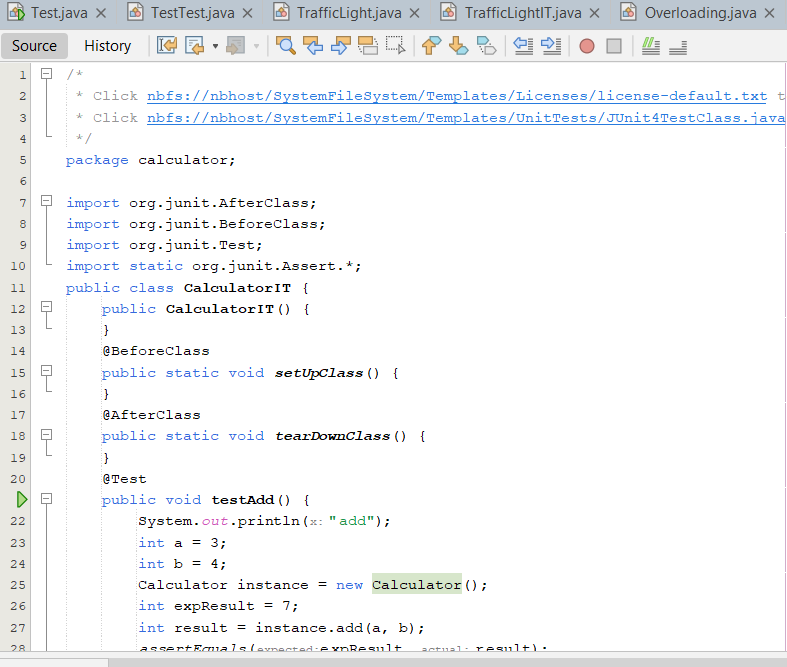 Test.java TestTest.java TrafficLight.java TrafficLightIT.java Overloading.java
Source History
1 /*
2 * Click nbfs://nbhost/SystemFileSystem/Templates/Licenses/license-default.txt t
3 * Click nbfs://nbhost/SystemFileSystem/Templates/UnitTests/JUnit4TestClass.java
4 */
5 package calculator;
6
7 import org.junit.AfterClass;
8 import org.junit.BeforeClass;
9 import org.junit.Test;
10 import static org.junit.Assert.*;
11 public class CalculatorIT {
12 public CalculatorIT() {
13 }
14 @BeforeClass
15 public static void setUpClass() {
16 }
17 @AfterClass
18 public static void tearDownClass() {
19 }
20 @Test
public void testAdd() {
22 System.out.println(x: "add");
23 int a = 3;
24 int b = 4;
25 Calculator instance = new Calculator();
26 int expResult = 7;
27 int result = instance.add(a, b);
28 assertEquals(expected:expResult, actual: result);